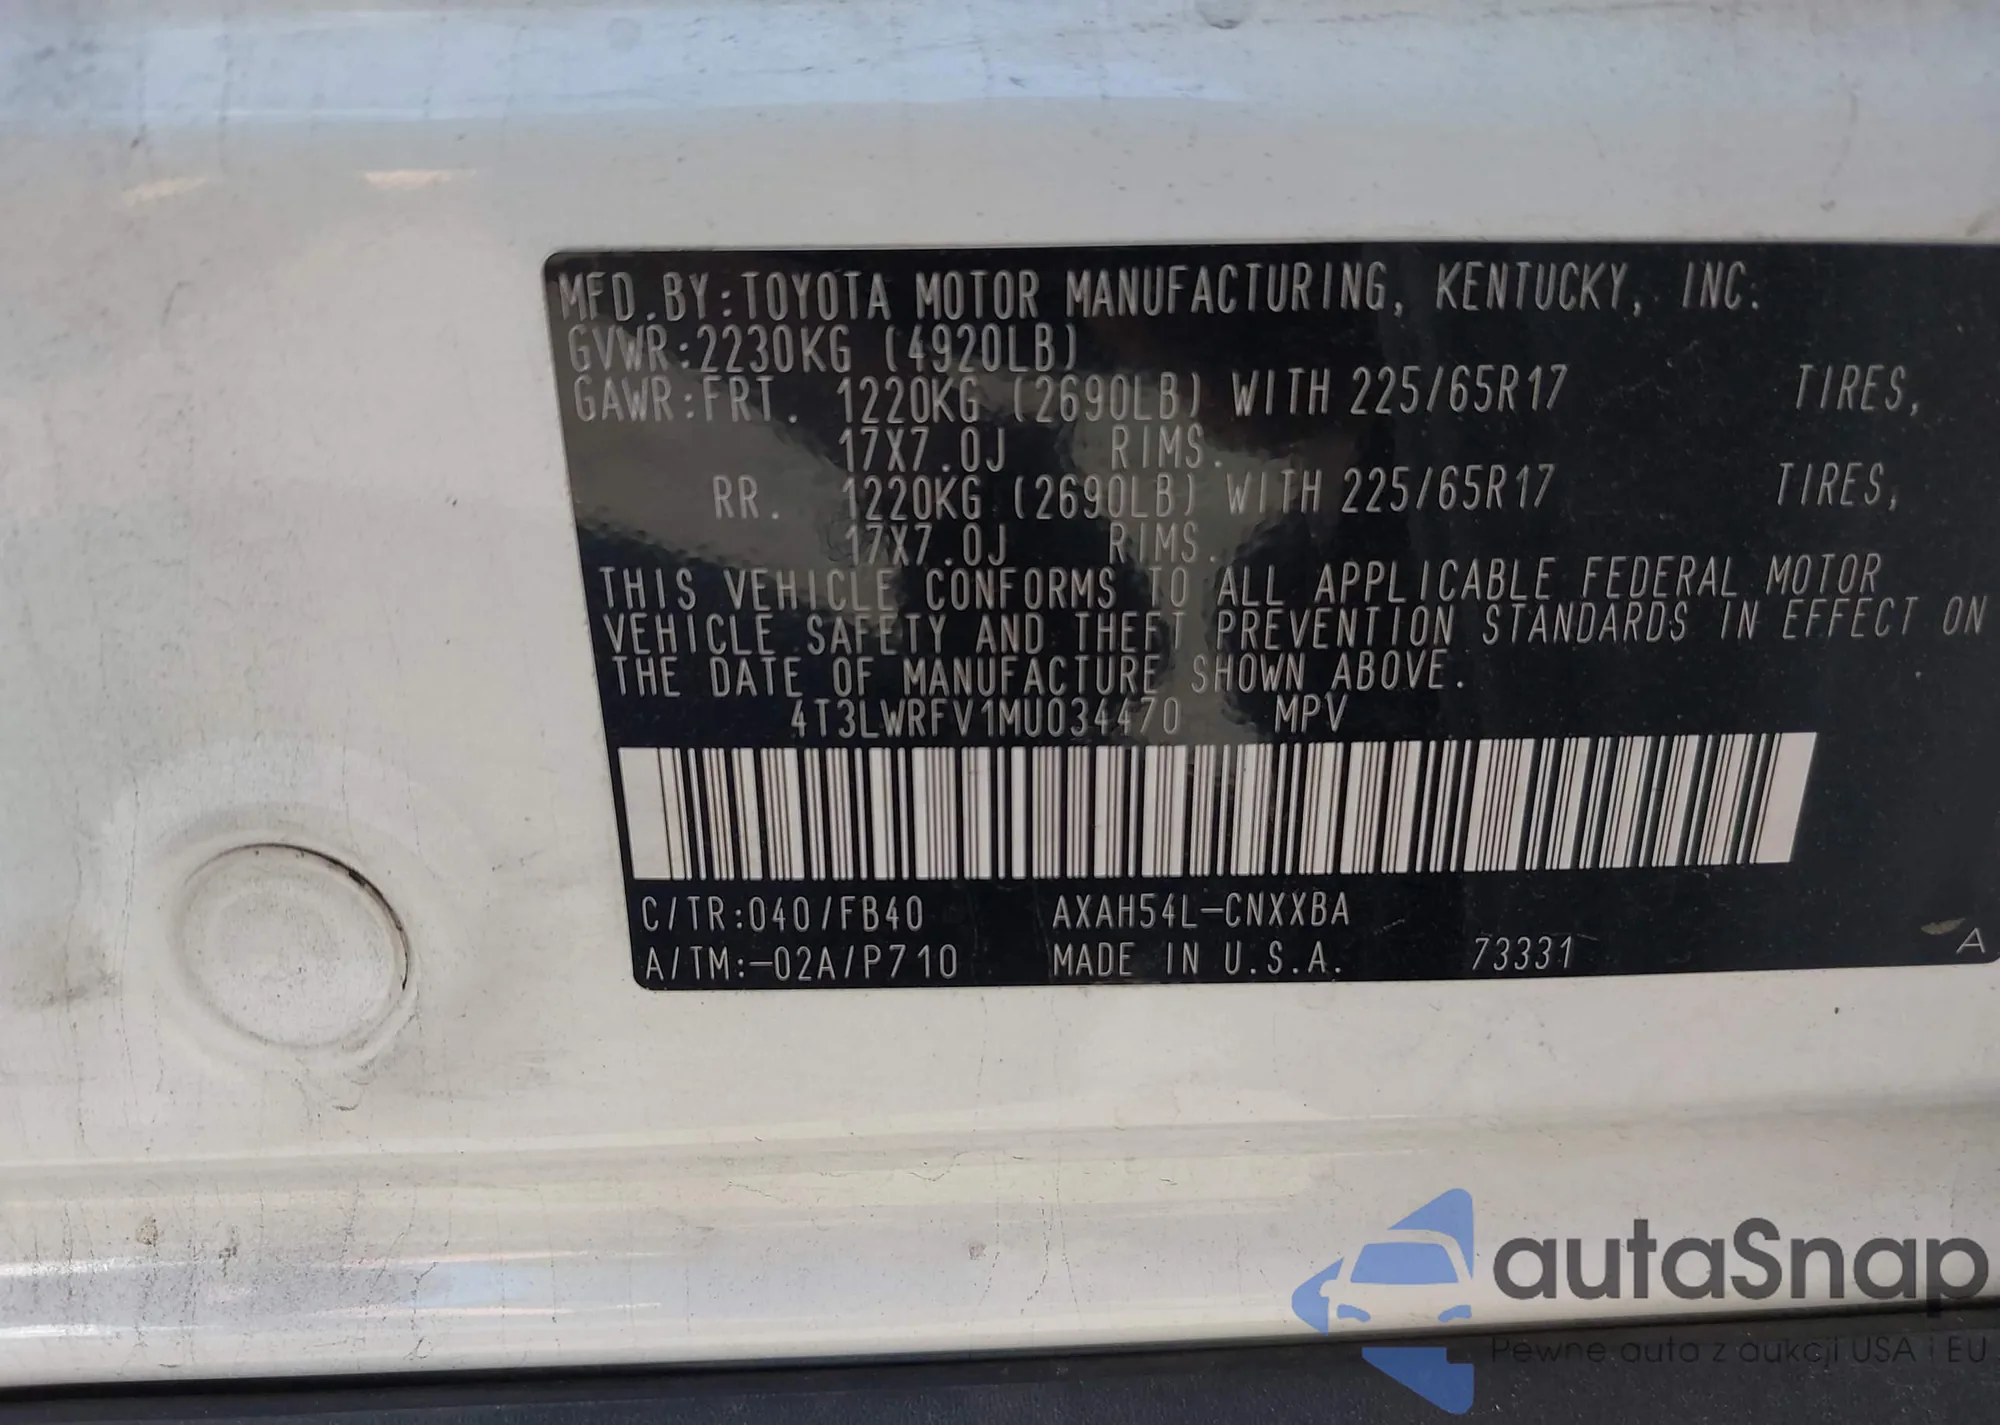 MFD.BY:TOYOTA MOTOR MANUFACTURING, KENTUCKY, INC.
GVWR:2230KG (4920LB)
GAWR:FRT. 1220KG (2690LB) WITH 225/65R17 TIRES,
17X7.0J RIMS.
RR. 1220KG (2690LB) WITH 225/65R17 TIRES,
17X7.0J RIMS.
THIS VEHICLE CONFORMS TO ALL APPLICABLE FEDERAL MOTOR
VEHICLE SAFETY AND THEFT PREVENTION STANDARDS IN EFFECT ON
THE DATE OF MANUFACTURE SHOWN ABOVE.
4T3LWRFV1MU034470 MPV
C/TR:040/FB40 AXAH54L-CNXXBA
A/TM:-02A/P710 MADE IN U.S.A. 73331 A
autaSnap
Pewne auta z aukcji USA i EU